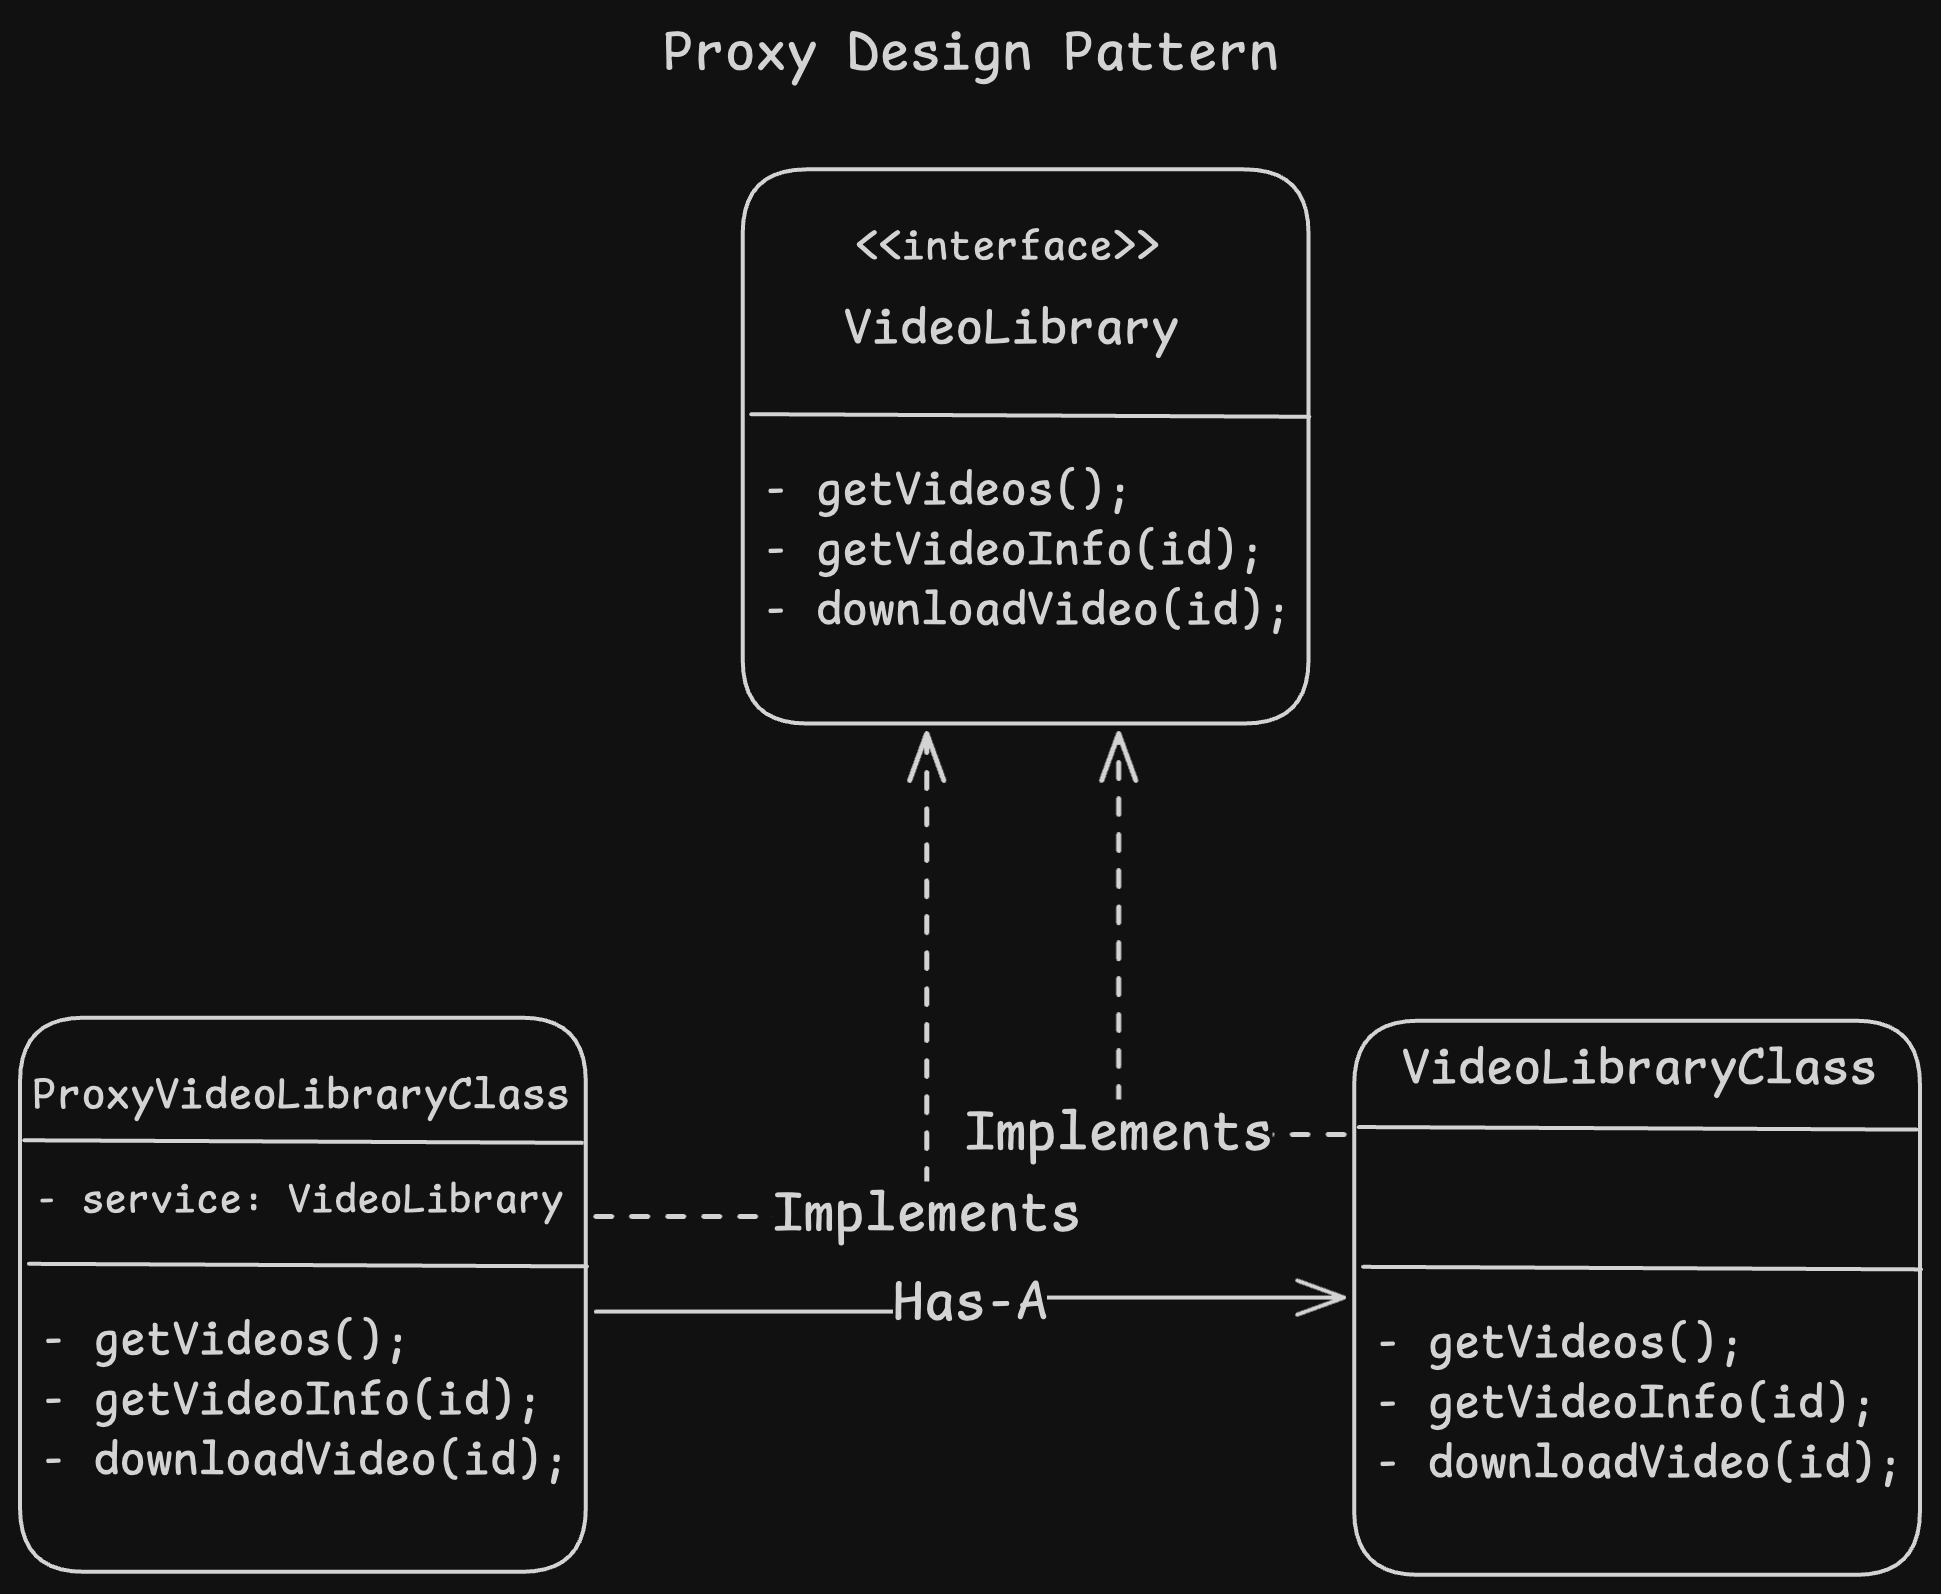 Proxy Design Pattern
<<interface>>
VideoLibrary
- getVideos();
- getVideoInfo(id);
- downloadVideo(id);
ProxyVideoLibraryClass
- service: VideoLibrary
- getVideos();
- getVideoInfo(id);
- downloadVideo(id);
Implements
Implements
Has-A
VideoLibraryClass
- getVideos();
- getVideoInfo(id);
- downloadVideo(id);